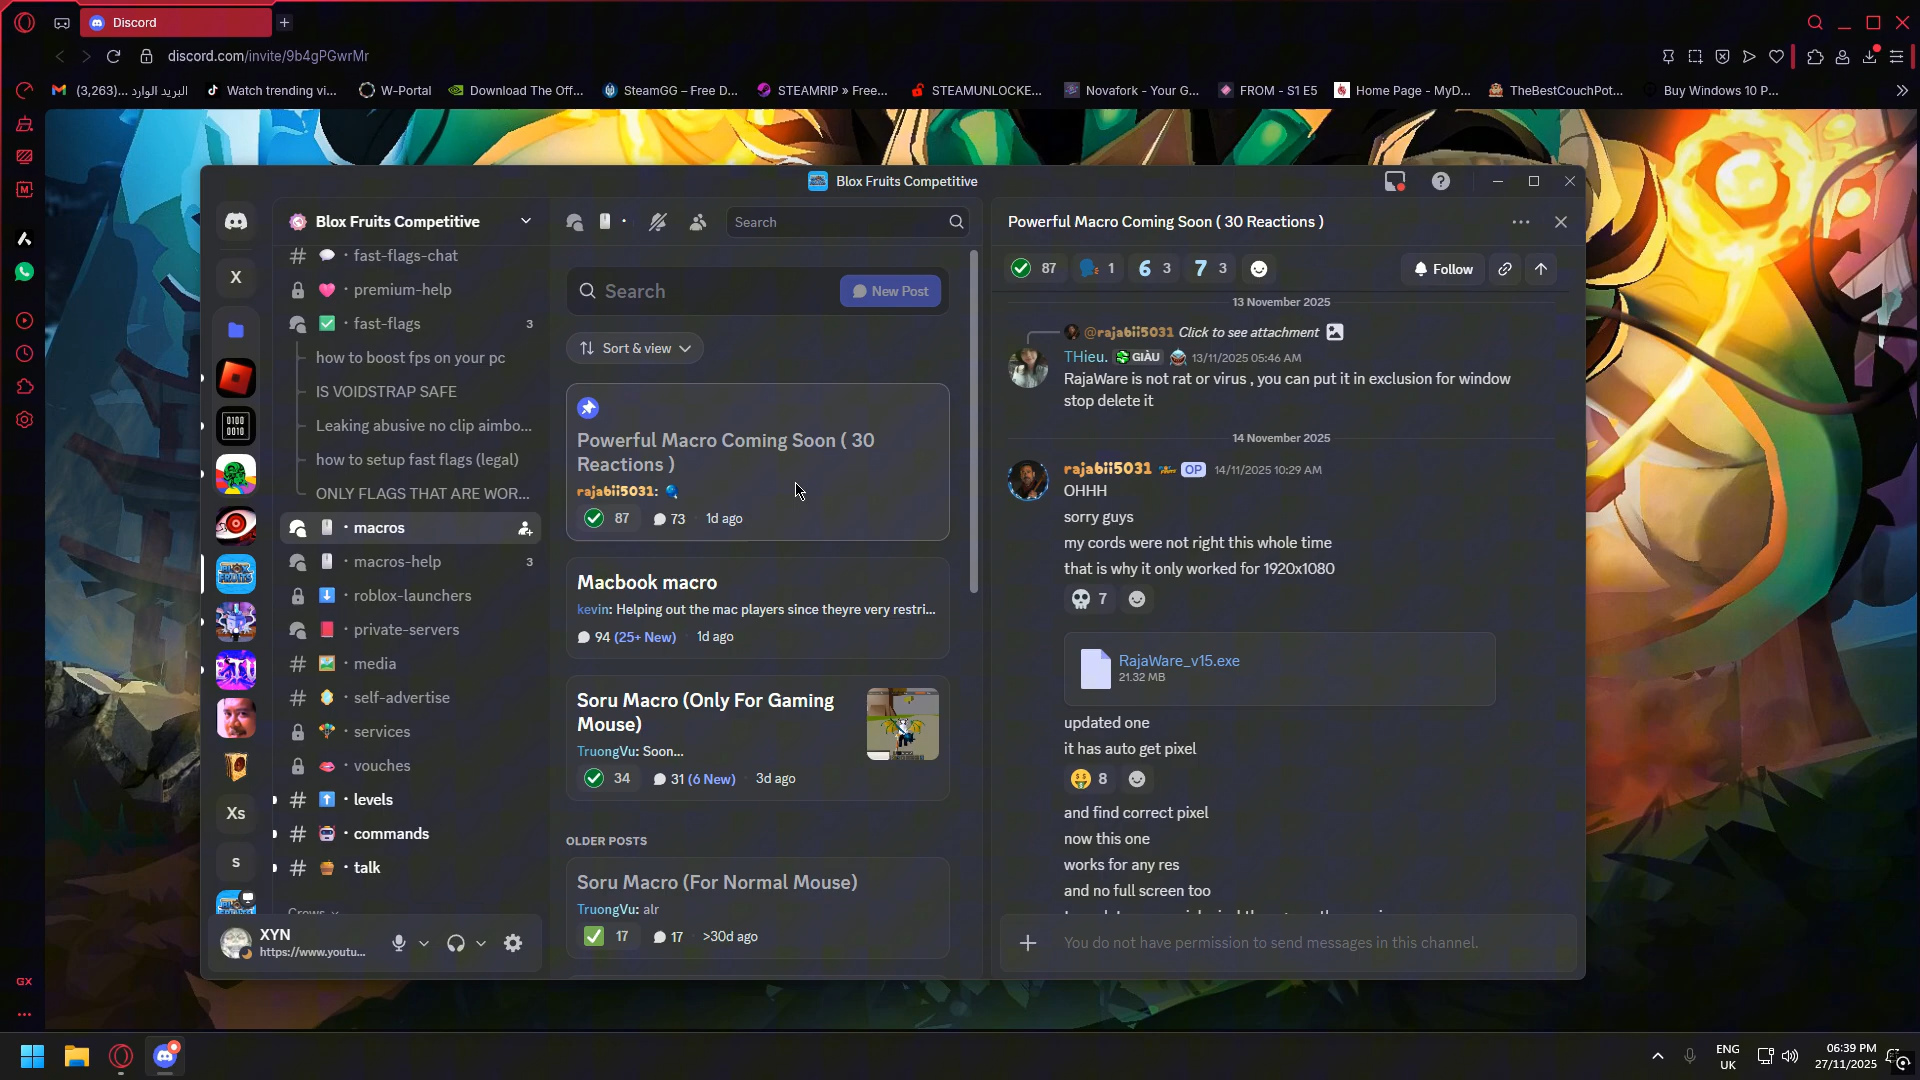 Discord
discord.com/invite/9b4gPGwrMr
البريد الوارد (3,263)...
Watch trending vi...
W-Portal
Download The Off...
SteamGG – Free D...
STEAMRIP » Free...
STEAMUNLOCKE...
Novafork - Your G...
FROM - S1 E5
Home Page - MyD...
TheBestCouchPot...
Buy Windows 10 P...
Blox Fruits Competitive
X
Xs
s
Blox Fruits Competitive
fast-flags-chat
premium-help
fast-flags 3
how to boost fps on your pc
IS VOIDSTRAP SAFE
Leaking abusive no clip aimbo...
how to setup fast flags (legal)
ONLY FLAGS THAT ARE WOR...
macros
macros-help 3
roblox-launchers
private-servers
media
self-advertise
services
vouches
levels
commands
talk
XYN
https://www.youtu...
Search
Search
New Post
Sort & view
Powerful Macro Coming Soon ( 30
Reactions )
rajabii5031:
87 73 1d ago
Macbook macro
kevin: Helping out the mac players since theyre very restri...
94 (25+ New) 1d ago
Soru Macro (Only For Gaming
Mouse)
TruongVu: Soon...
34 31 (6 New) 3d ago
OLDER POSTS
Soru Macro (For Normal Mouse)
TruongVu: alr
17 17 >30d ago
Powerful Macro Coming Soon ( 30 Reactions )
87 1 6 3 7 3
Follow
13 November 2025
@rajabii5031 Click to see attachment
THieu. GIÀU 13/11/2025 05:46 AM
RajaWare is not rat or virus , you can put it in exclusion for window
stop delete it
14 November 2025
rajabii5031 OP 14/11/2025 10:29 AM
OHHH
sorry guys
my cords were not right this whole time
that is why it only worked for 1920x1080
7
RajaWare_v15.exe
21.32 MB
updated one
it has auto get pixel
8
and find correct pixel
now this one
works for any res
and no full screen too
You do not have permission to send messages in this channel.
GX
ENG
UK
06:39 PM
27/11/2025